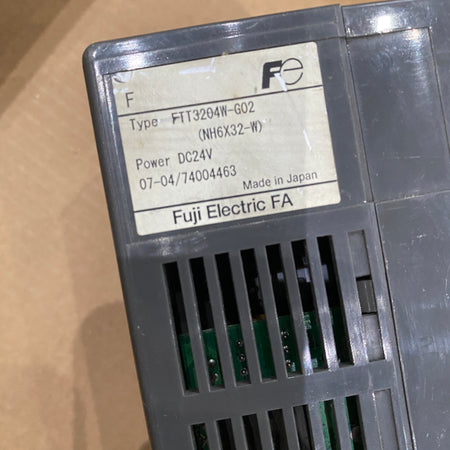 Fe
F
Type FTT3204W-G02
(NH6X32-W)
Power DC24V
07-04/74004463
Made in Japan
Fuji Electric FA